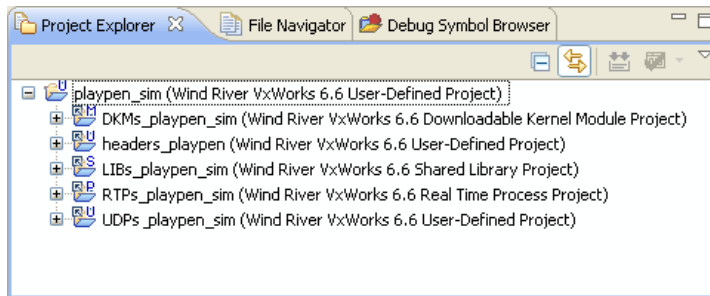 Project Explorer File Navigator Debug Symbol Browser
playpen_sim (Wind River VxWorks 6.6 User-Defined Project)
DKMs_playpen_sim (Wind River VxWorks 6.6 Downloadable Kernel Module Project)
headers_playpen (Wind River VxWorks 6.6 User-Defined Project)
LIBs_playpen_sim (Wind River VxWorks 6.6 Shared Library Project)
RTPs_playpen_sim (Wind River VxWorks 6.6 Real Time Process Project)
UDPs_playpen_sim (Wind River VxWorks 6.6 User-Defined Project)